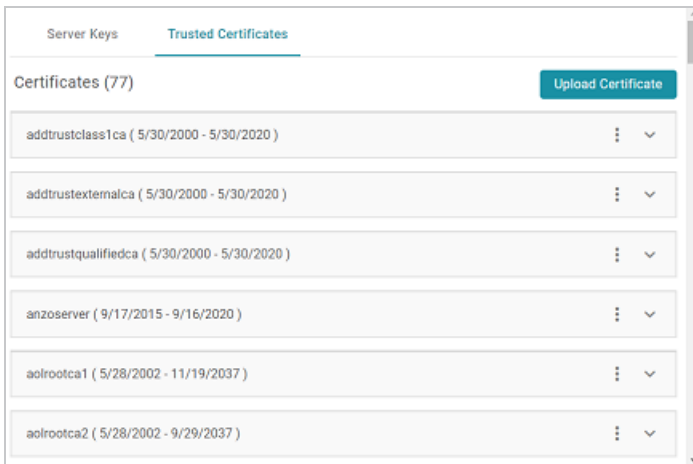 Server Keys
Trusted Certificates
Certificates (77)
Upload Certificate
addtrustclass1ca ( 5/30/2000 - 5/30/2020 )
addtrustexternalca ( 5/30/2000 - 5/30/2020 )
addtrustqualifiedca ( 5/30/2000 - 5/30/2020 )
anzoserver ( 9/17/2015 - 9/16/2020 )
aolrootca1 ( 5/28/2002 - 11/19/2037 )
aolrootca2 ( 5/28/2002 - 9/29/2037 )